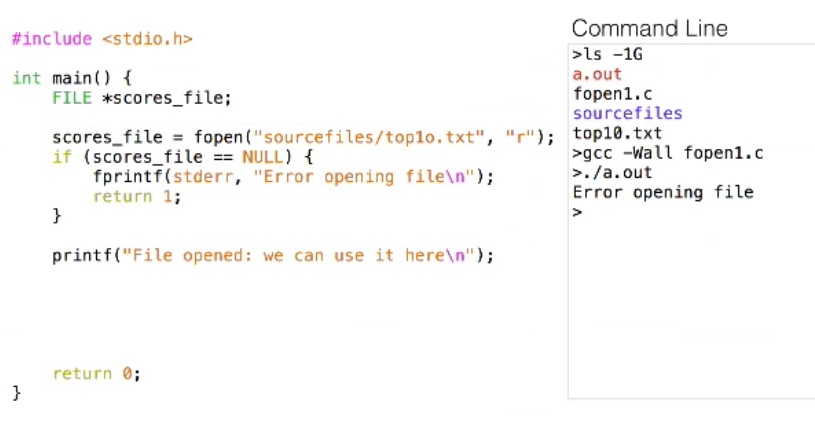 #include <stdio.h>
int main() {
    FILE *scores_file;
    scores_file = fopen("sourcefiles/top1o.txt", "r");
    if (scores_file == NULL) {
        fprintf(stderr, "Error opening file\n");
        return 1;
    }
    printf("File opened: we can use it here\n");
    return 0;
}
Command Line
>ls -1G
a.out
fopen1.c
sourcefiles
top10.txt
>gcc -Wall fopen1.c
>./a.out
Error opening file
>